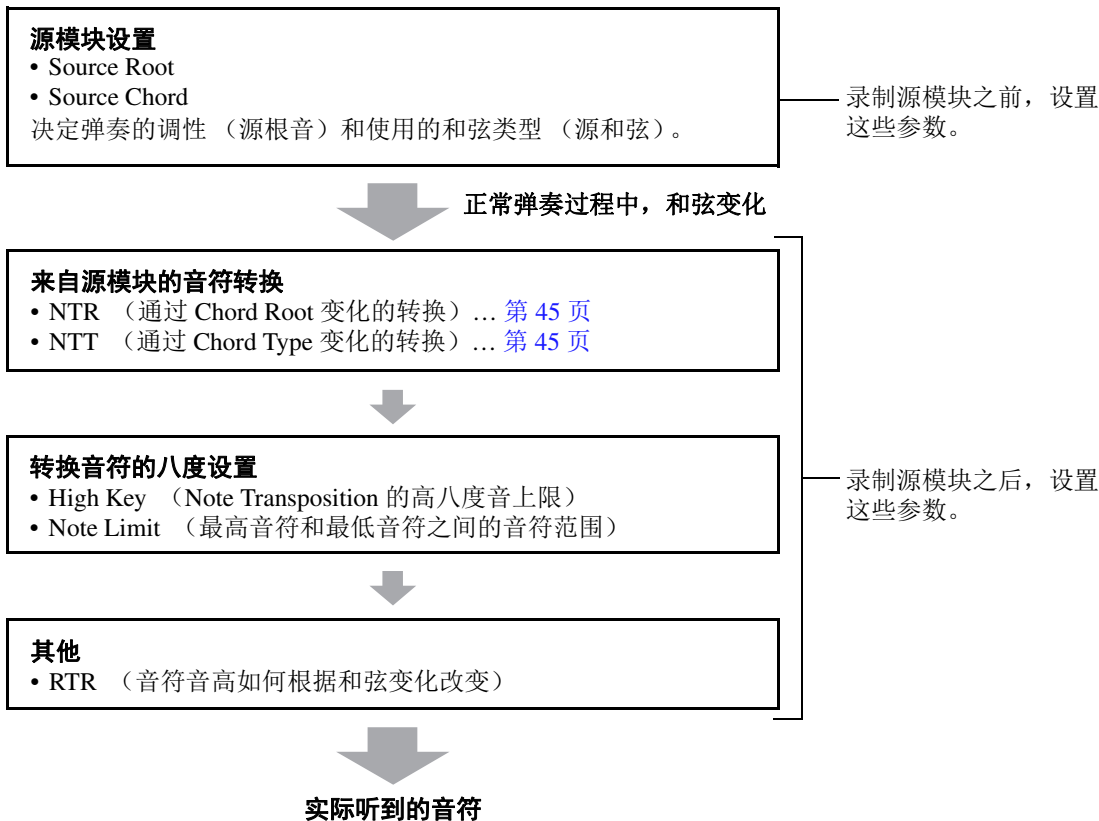 源模块设置
• Source Root
• Source Chord
决定弹奏的调性 （源根音）和使用的和弦类型 （源和弦）。
录制源模块之前，设置
这些参数。
正常弹奏过程中，和弦变化
来自源模块的音符转换
• NTR （通过 Chord Root 变化的转换）… 第 45 页
• NTT （通过 Chord Type 变化的转换）… 第 45 页
转换音符的八度设置
• High Key （Note Transposition 的高八度音上限）
• Note Limit （最高音符和最低音符之间的音符范围）
录制源模块之后，设置
这些参数。
其他
• RTR （音符音高如何根据和弦变化改变）
实际听到的音符